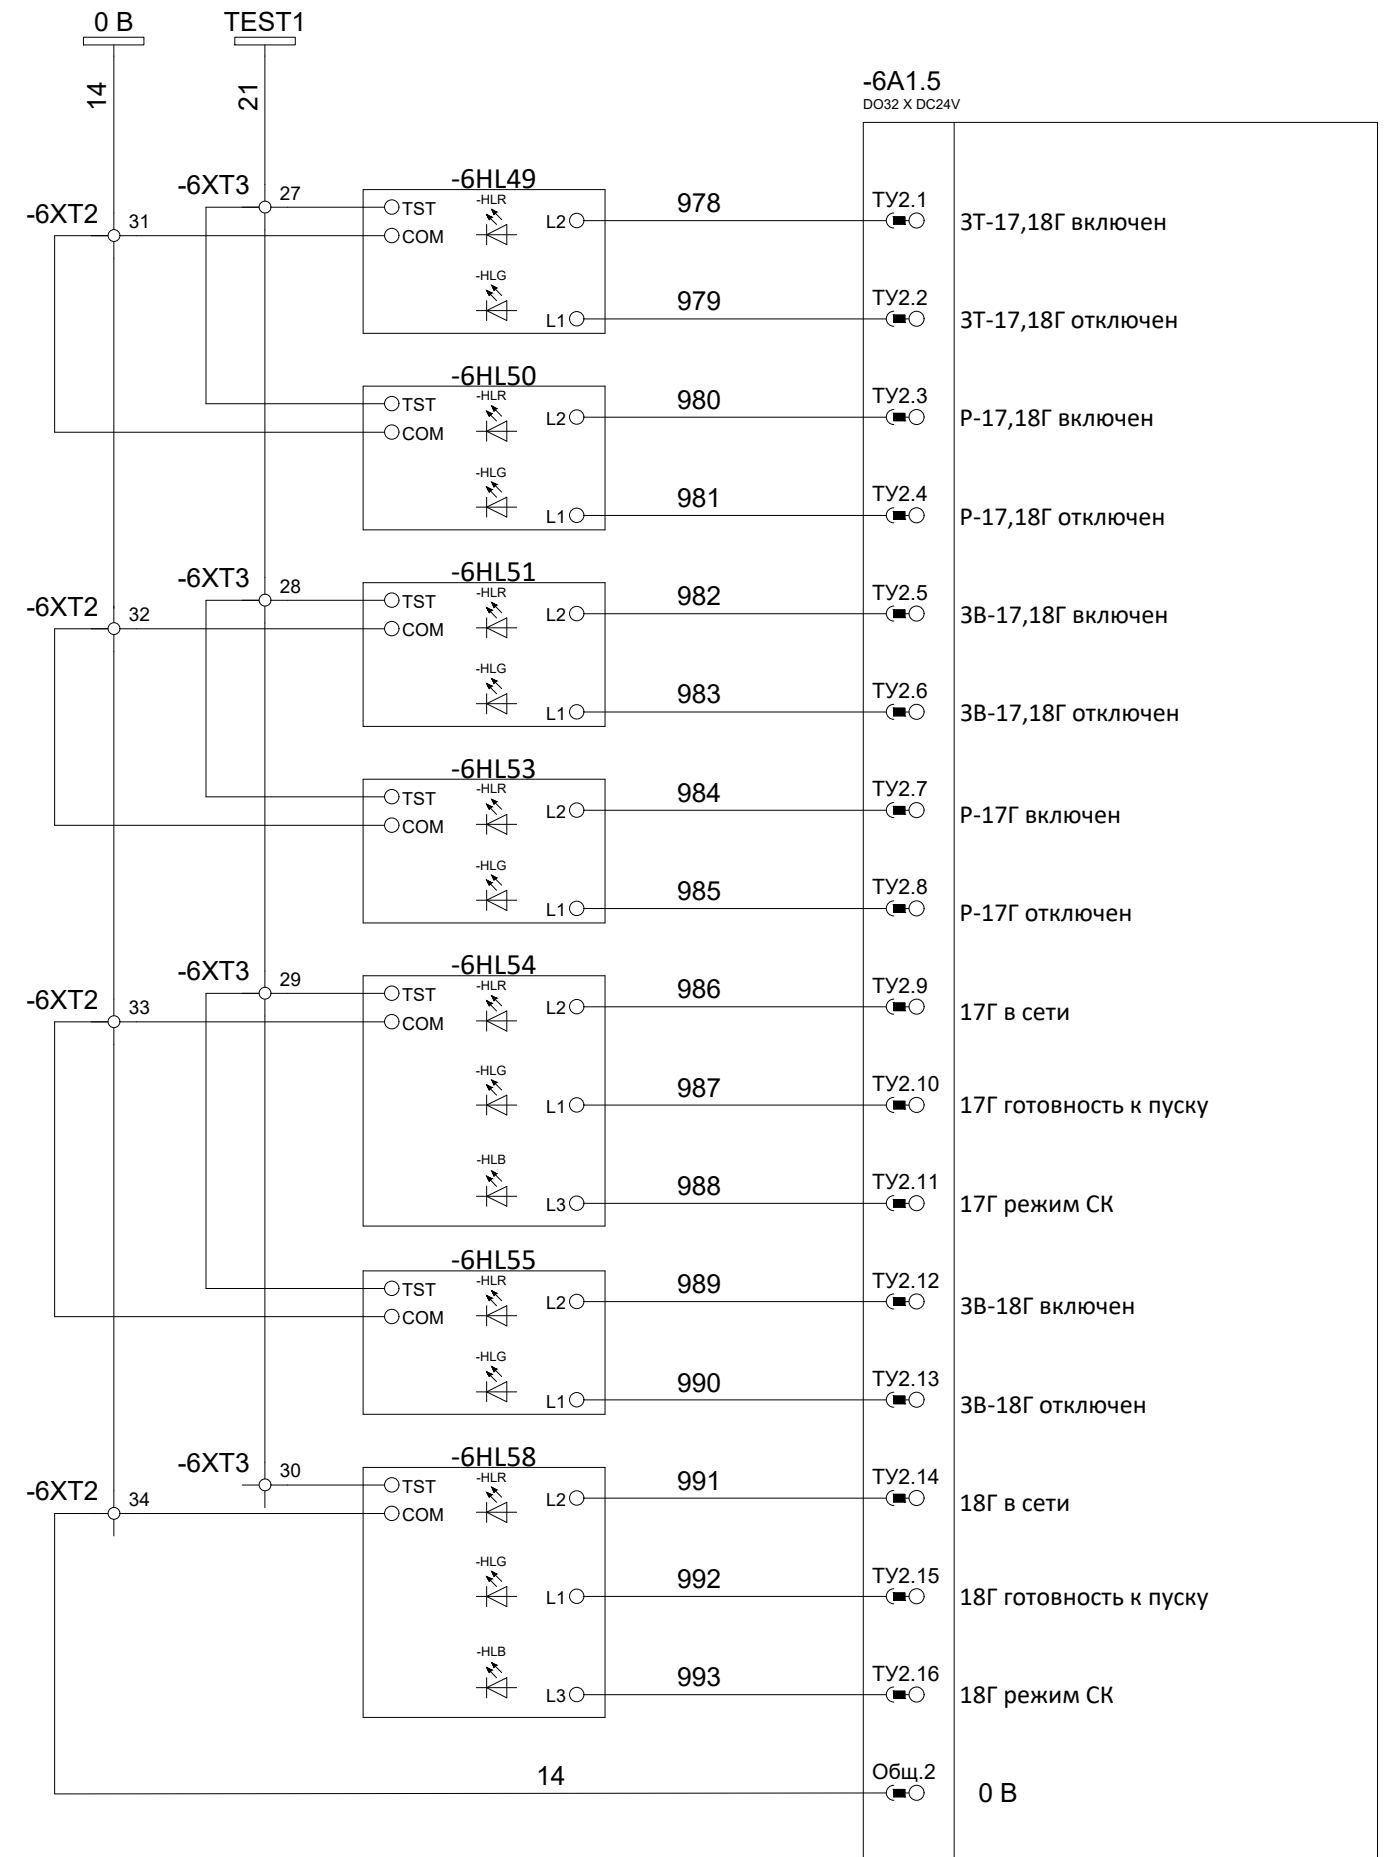 0 В TEST1
14 21
-6A1.5
DO32 X DC24V
-6XT3 27 -6HL49
-6XT2 31 TST -HLR L2 978 ТУ2.1 ЗТ-17,18Г включен
COM
-HLG L1 979 ТУ2.2 ЗТ-17,18Г отключен
-6HL50
TST -HLR L2 980 ТУ2.3 Р-17,18Г включен
COM
-HLG L1 981 ТУ2.4 Р-17,18Г отключен
-6XT3 28 -6HL51
-6XT2 32 TST -HLR L2 982 ТУ2.5 ЗВ-17,18Г включен
COM
-HLG L1 983 ТУ2.6 ЗВ-17,18Г отключен
-6HL53
TST -HLR L2 984 ТУ2.7 Р-17Г включен
COM
-HLG L1 985 ТУ2.8 Р-17Г отключен
-6XT3 29 -6HL54
-6XT2 33 TST -HLR L2 986 ТУ2.9 17Г в сети
COM
-HLG L1 987 ТУ2.10 17Г готовность к пуску
-HLB L3 988 ТУ2.11 17Г режим СК
-6HL55
TST -HLR L2 989 ТУ2.12 ЗВ-18Г включен
COM
-HLG L1 990 ТУ2.13 ЗВ-18Г отключен
-6XT3 30 -6HL58
-6XT2 34 TST -HLR L2 991 ТУ2.14 18Г в сети
COM
-HLG L1 992 ТУ2.15 18Г готовность к пуску
-HLB L3 993 ТУ2.16 18Г режим СК
14 Общ.2 0 В